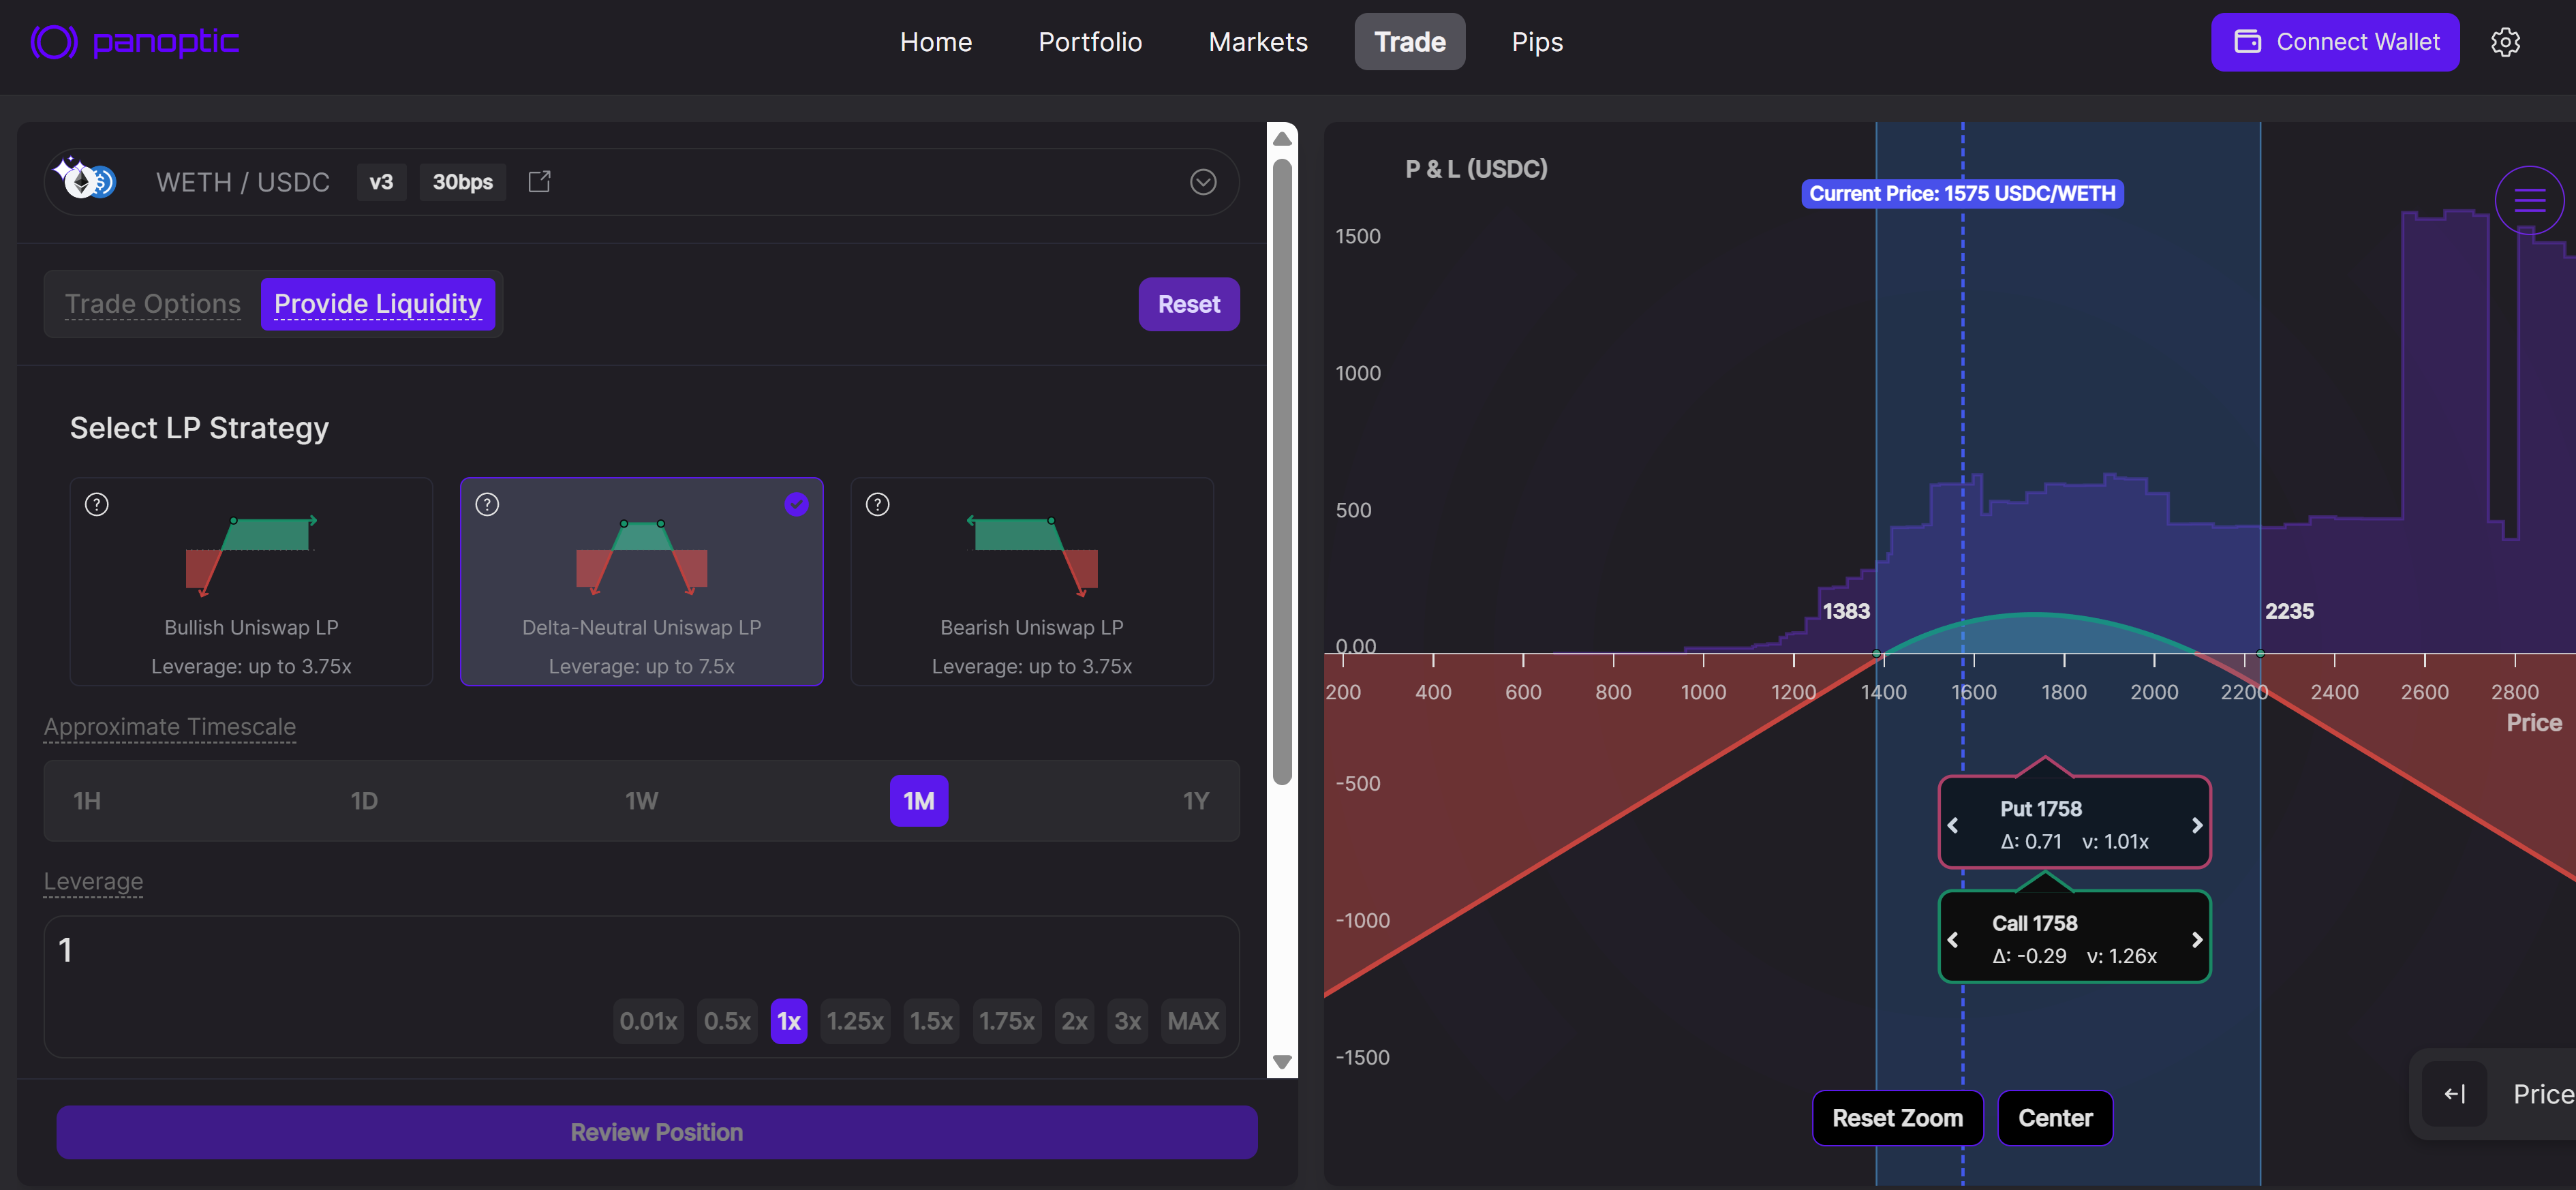 panoptic
Home
Portfolio
Markets
Trade
Pips
Connect Wallet
WETH / USDC
v3
30bps
Trade Options
Provide Liquidity
Reset
Select LP Strategy
?
Bullish Uniswap LP
Leverage: up to 3.75x
?
Delta-Neutral Uniswap LP
Leverage: up to 7.5x
?
Bearish Uniswap LP
Leverage: up to 3.75x
Approximate Timescale
1H
1D
1W
1M
1Y
Leverage
1
0.01x
0.5x
1x
1.25x
1.5x
1.75x
2x
3x
MAX
Review Position
P & L (USDC)
Current Price: 1575 USDC/WETH
1500
1000
500
0.00
-500
-1000
-1500
1383
2235
200
400
600
800
1000
1200
1400
1600
1800
2000
2200
2400
2600
2800
Price
Put 1758
Δ: 0.71 ν: 1.01x
Call 1758
Δ: -0.29 ν: 1.26x
Reset Zoom
Center
Price